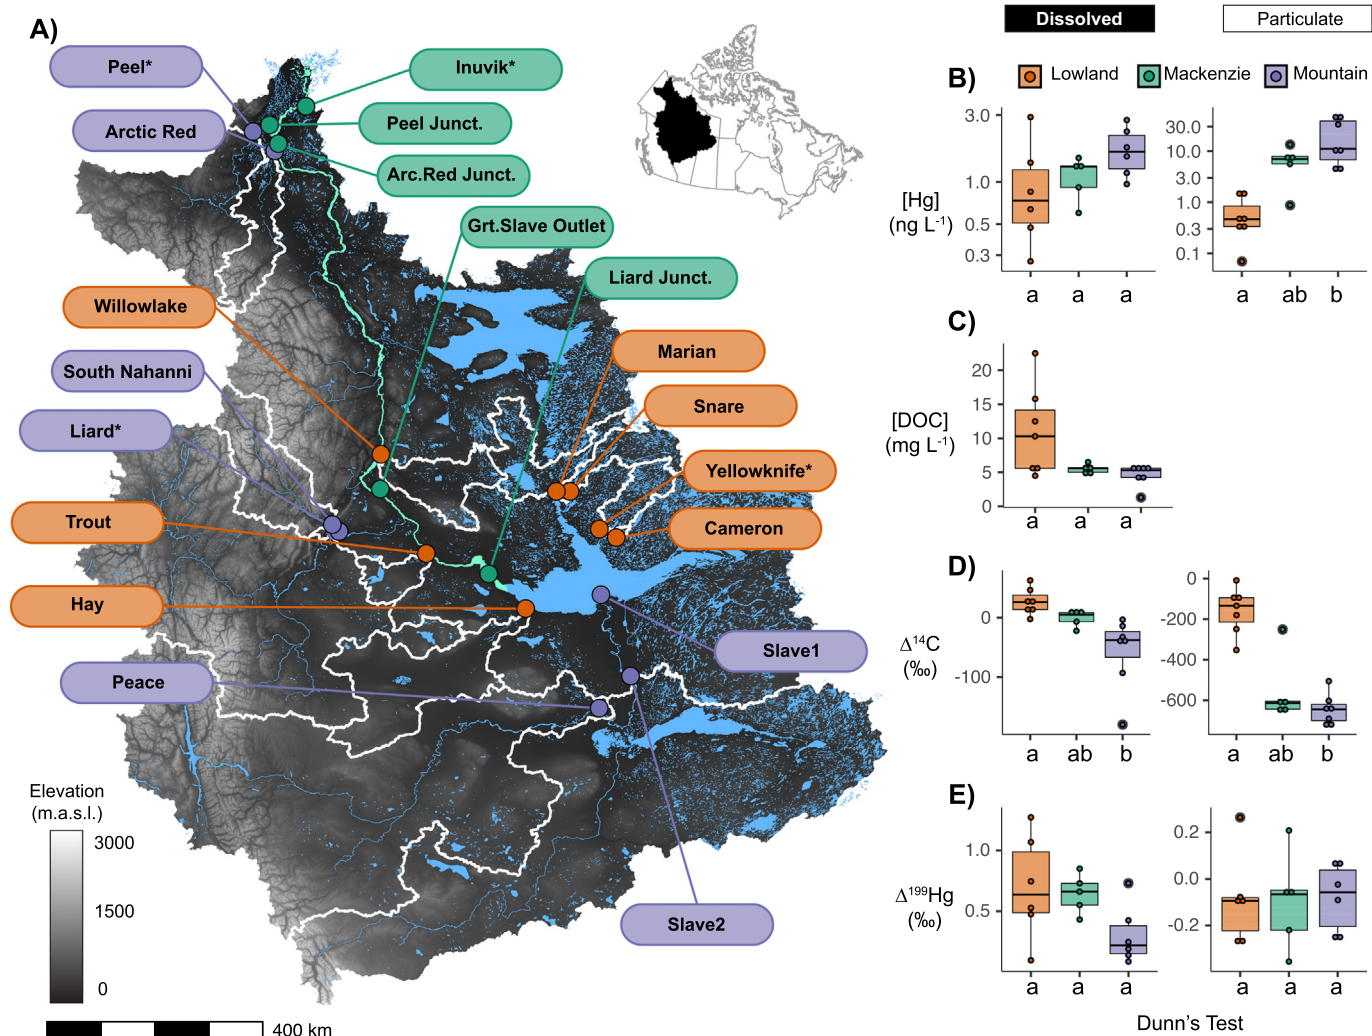 A)
Peel*
Inuvik*
Arctic Red
Peel Junct.
Arc.Red Junct.
Grt.Slave Outlet
Liard Junct.
Willowlake
South Nahanni
Liard*
Marian
Snare
Yellowknife*
Cameron
Trout
Hay
Slave1
Peace
Slave2
Elevation
(m.a.s.l.)
3000
1500
0
400 km
Dissolved
Particulate
B)
Lowland
Mackenzie
Mountain
[Hg]
(ng L-1)
3.0
1.0
0.5
0.3
a a a
30.0
10.0
3.0
1.0
0.3
0.1
a ab b
C)
[DOC]
(mg L-1)
20
15
10
5
0
a a a
D)
Δ14C
(‰)
0
-100
a ab b
0
-200
-400
-600
a ab b
E)
Δ199Hg
(‰)
1.0
0.5
a a a
0.2
0.0
-0.2
a a a
Dunn's Test